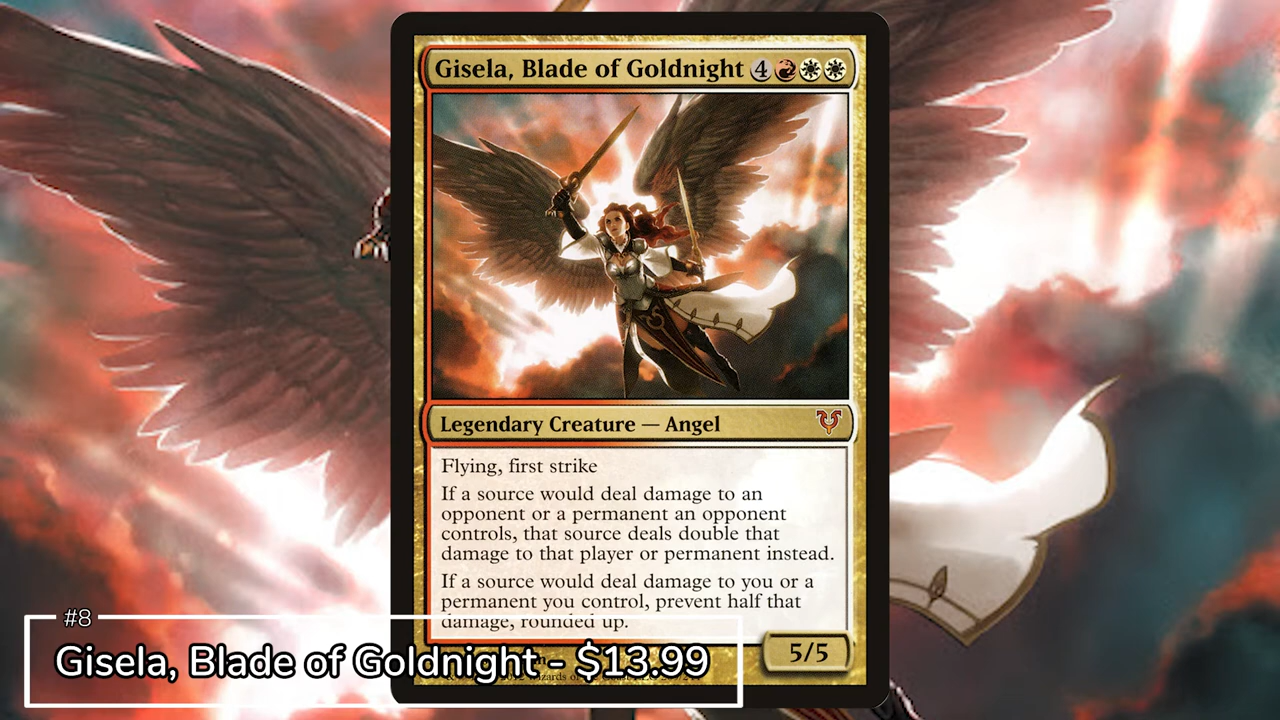 Gisela, Blade of Goldnight 4
Legendary Creature — Angel
Flying, first strike
If a source would deal damage to an
opponent or a permanent an opponent
controls, that source deals double that
damage to that player or permanent instead.
If a source would deal damage to you or a
permanent you control, prevent half that
damage, rounded up.
5/5
#8
Gisela, Blade of Goldnight - $13.99